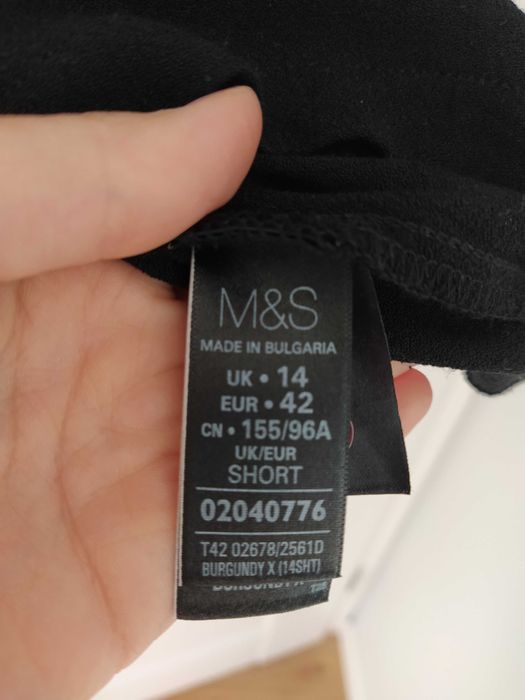 M&S
MADE IN BULGARIA
UK • 14
EUR • 42
CN • 155/96A
UK/EUR
SHORT
02040776
T42 02678/2561D
BURGUNDY X (14SHT)